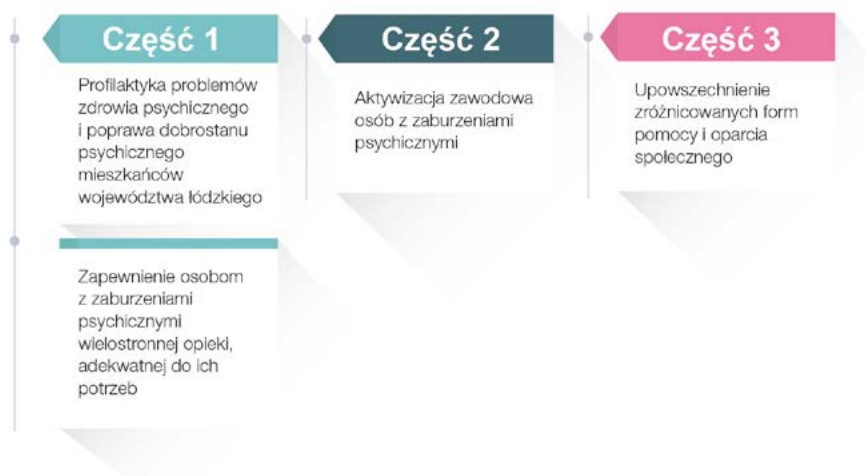 Część 1
Profilaktyka problemów
zdrowia psychicznego
i poprawa dobrostanu
psychicznego
mieszkańców
województwa łódzkiego
Zapewnienie osobom
z zaburzeniami
psychicznymi
wielostronnej opieki,
adekwatnej do ich
potrzeb
Część 2
Aktywizacja zawodowa
osób z zaburzeniami
psychicznymi
Część 3
Upowszechnienie
zróżnicowanych form
pomocy i oparcia
społecznego